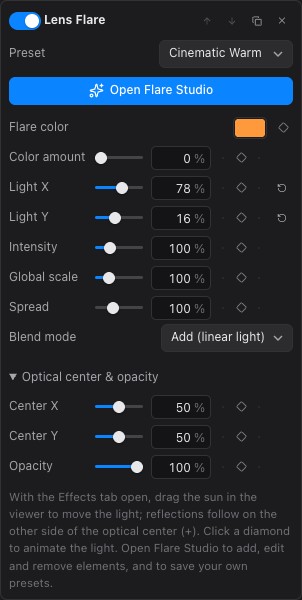 Lens Flare
Preset Cinematic Warm
Open Flare Studio
Flare color
Color amount 0 %
Light X 78 %
Light Y 16 %
Intensity 100 %
Global scale 100 %
Spread 100 %
Blend mode Add (linear light)
Optical center & opacity
Center X 50 %
Center Y 50 %
Opacity 100 %
With the Effects tab open, drag the sun in the
viewer to move the light; reflections follow on the
other side of the optical center (+). Click a diamond
to animate the light. Open Flare Studio to add, edit
and remove elements, and to save your own
presets.